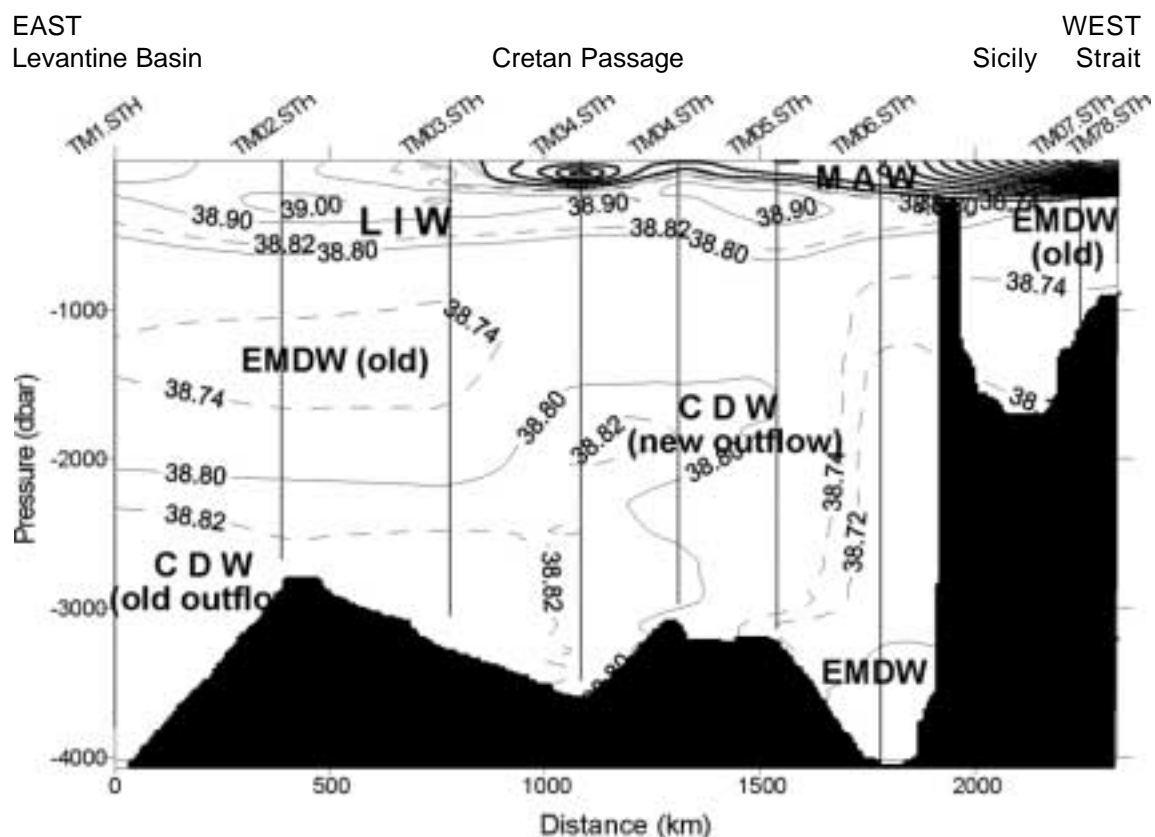 EAST WEST
Levantine Basin Cretan Passage Sicily Strait
TM1.STH TM02.STH TM03.STH TM34.STH TM04.STH TM05.STH TM06.STH TM07.STH TM78.STH
M A W
38.90 39.00 38.90 38.90
L I W EMDW
38.82 38.80 38.82 38.80 (old)
-1000 38.74 38.74
EMDW (old)
38.74 38.80 C D W
38.82 (new outflow)
-2000 38.80 38.80 38.74
38.82 38.72
C D W 38.82
(old outflo
-3000
EMDW
-4000
0 500 1000 1500 2000
Pressure (dbar)
Distance (km)